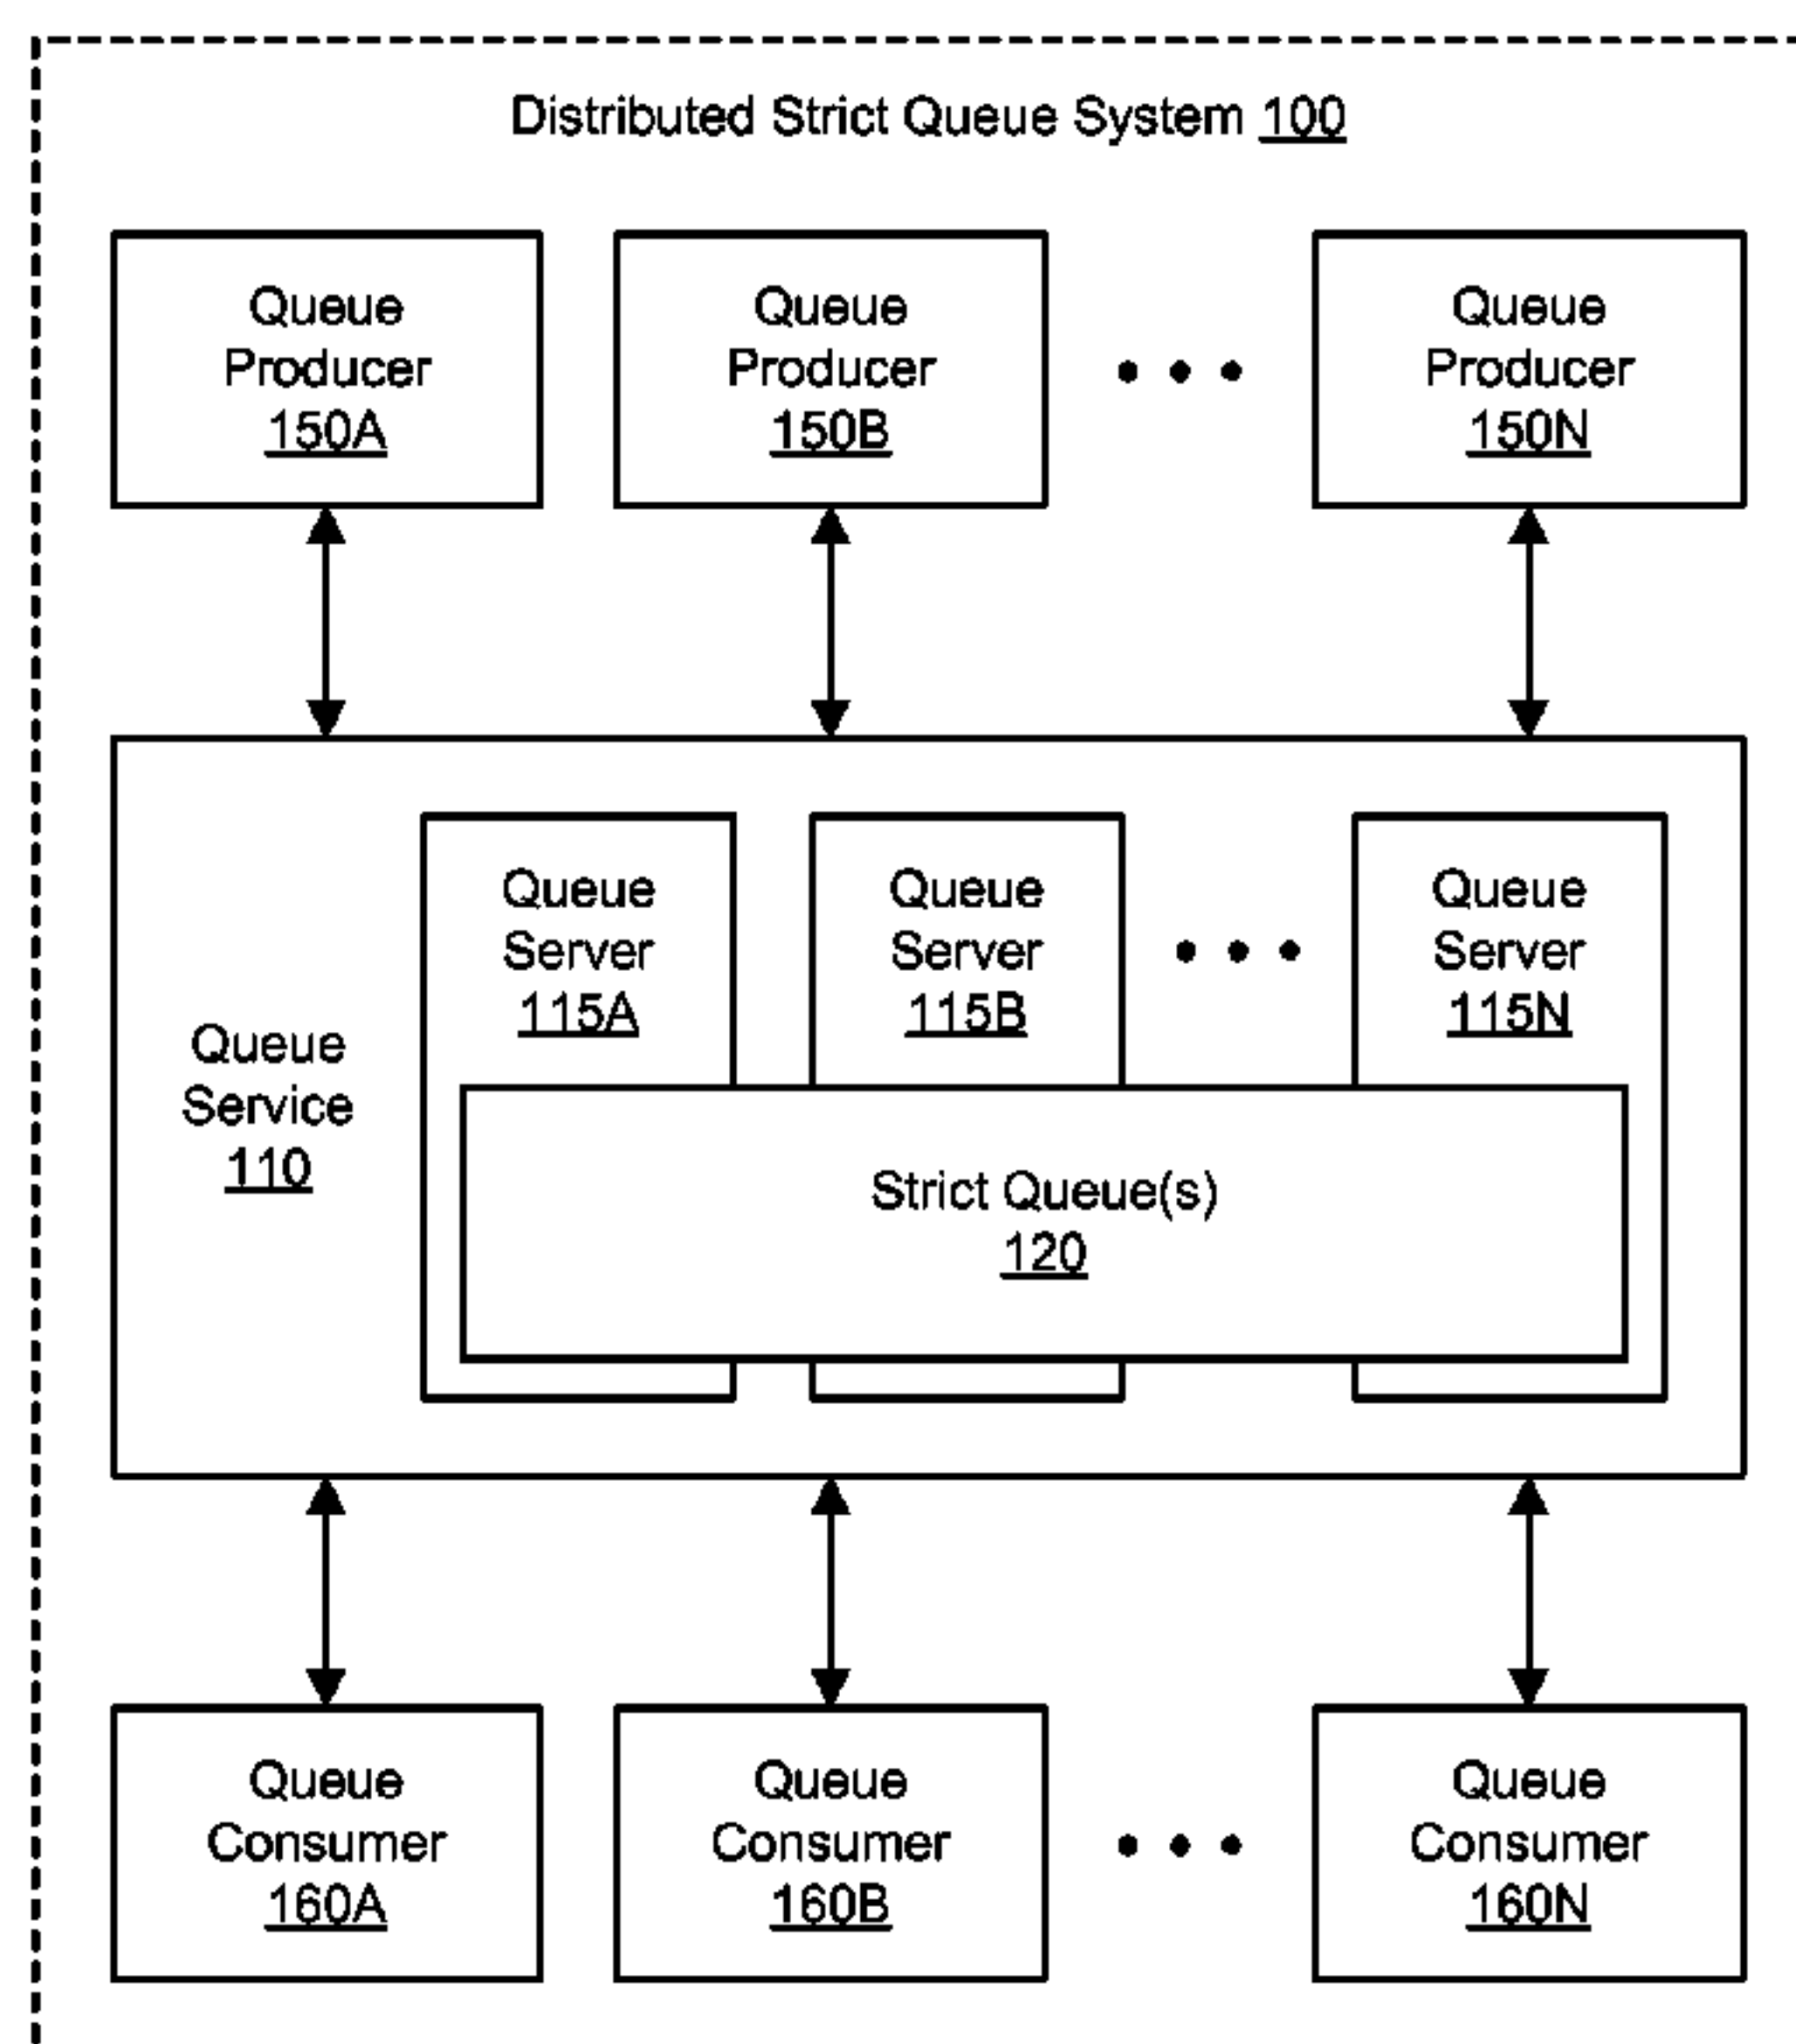 Distributed Strict Queue System 100
Queue
Producer
150A
Queue
Producer
150B
Queue
Producer
150N
Queue
Service
110
Queue
Server
115A
Queue
Server
115B
Queue
Server
115N
Strict Queue(s)
120
Queue
Consumer
160A
Queue
Consumer
160B
Queue
Consumer
160N